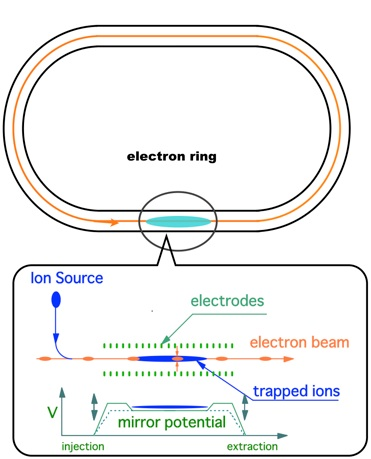 electron ring
Ion Source
electrodes
electron beam
trapped ions
V
mirror potential
injection
extraction